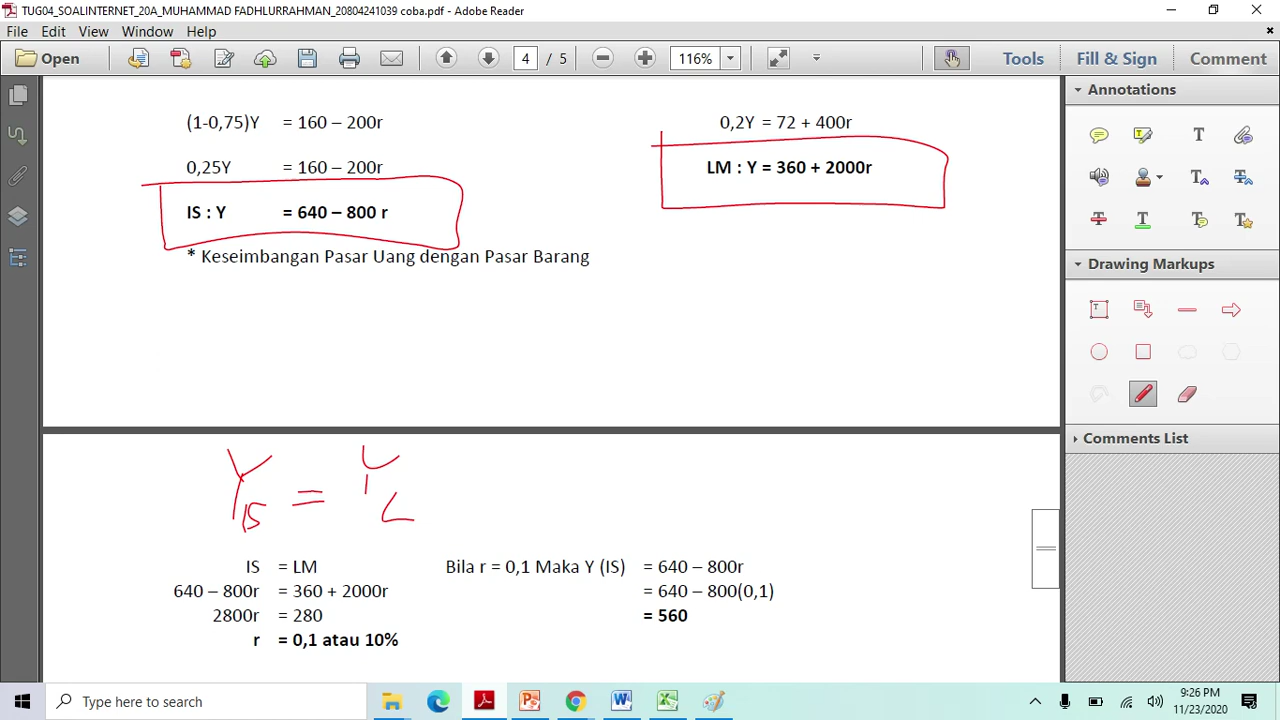 TUG04_SOALINTERNET_20A_MUHAMMAD FADHLURRAHMAN_20804241039 coba.pdf - Adobe Reader
File Edit View Window Help
Open 4 / 5 116% Tools Fill & Sign Comment
Annotations
Drawing Markups
Comments List
(1-0,75)Y = 160 – 200r
0,25Y = 160 – 200r
IS : Y = 640 – 800 r
0,2Y = 72 + 400r
LM : Y = 360 + 2000r
* Keseimbangan Pasar Uang dengan Pasar Barang
Y IS = Y L
IS = LM
640 – 800r = 360 + 2000r
2800r = 280
r = 0,1 atau 10%
Bila r = 0,1 Maka Y (IS) = 640 – 800r
= 640 – 800(0,1)
= 560
Type here to search
9:26 PM
11/23/2020